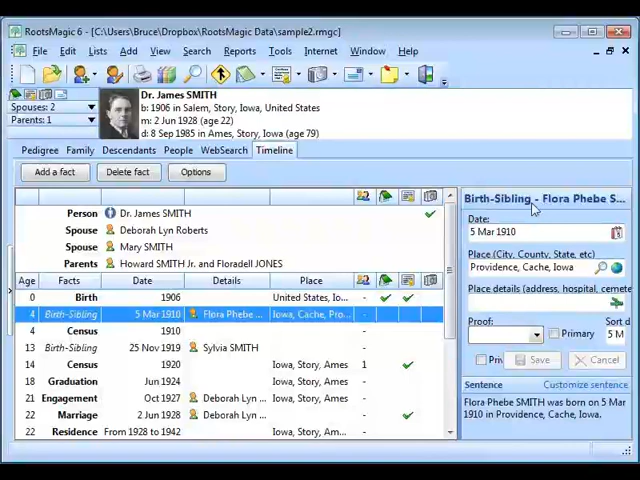 RootsMagic 6 - [C:\Users\Bruce\Dropbox\RootsMagic Data\sample2.rmgc]
File Edit Lists Add View Search Reports Tools Internet Window Help
Spouses: 2
Parents: 1
Dr. James SMITH
b: 1906 in Salem, Story, Iowa, United States
m: 2 Jun 1928 (age 22)
d: 8 Sep 1985 in Ames, Story, Iowa (age 79)
Pedigree Family Descendants People WebSearch Timeline
Add a fact Delete fact Options
Person Dr. James SMITH
Spouse Deborah Lyn Roberts
Spouse Mary SMITH
Parents Howard SMITH Jr. and Floradell JONES
Age Facts Date Details Place
0 Birth 1906 United States, Io... -
4 Birth-Sibling 5 Mar 1910 Flora Phebe ... Iowa, Cache, Pro... -
4 Census 1910 -
13 Birth-Sibling 25 Nov 1919 Sylvia SMITH -
14 Census 1920 Iowa, Story, Ames 1
18 Graduation Jun 1924 Iowa, Story, Ames -
21 Engagement Oct 1927 Deborah Lyn ... Iowa, Story, Ames -
22 Marriage 2 Jun 1928 Deborah Lyn ... -
22 Residence From 1928 to 1942 Iowa, Story, Am... -
Birth-Sibling - Flora Phebe S...
Date:
5 Mar 1910
Place (City, County, State, etc)
Providence, Cache, Iowa
Place details (address, hospital, cemete
Proof: Primary Sort d
5 M
Pri Save Cancel
Sentence Customize sentence
Flora Phebe SMITH was born on 5 Mar
1910 in Providence, Cache, Iowa.